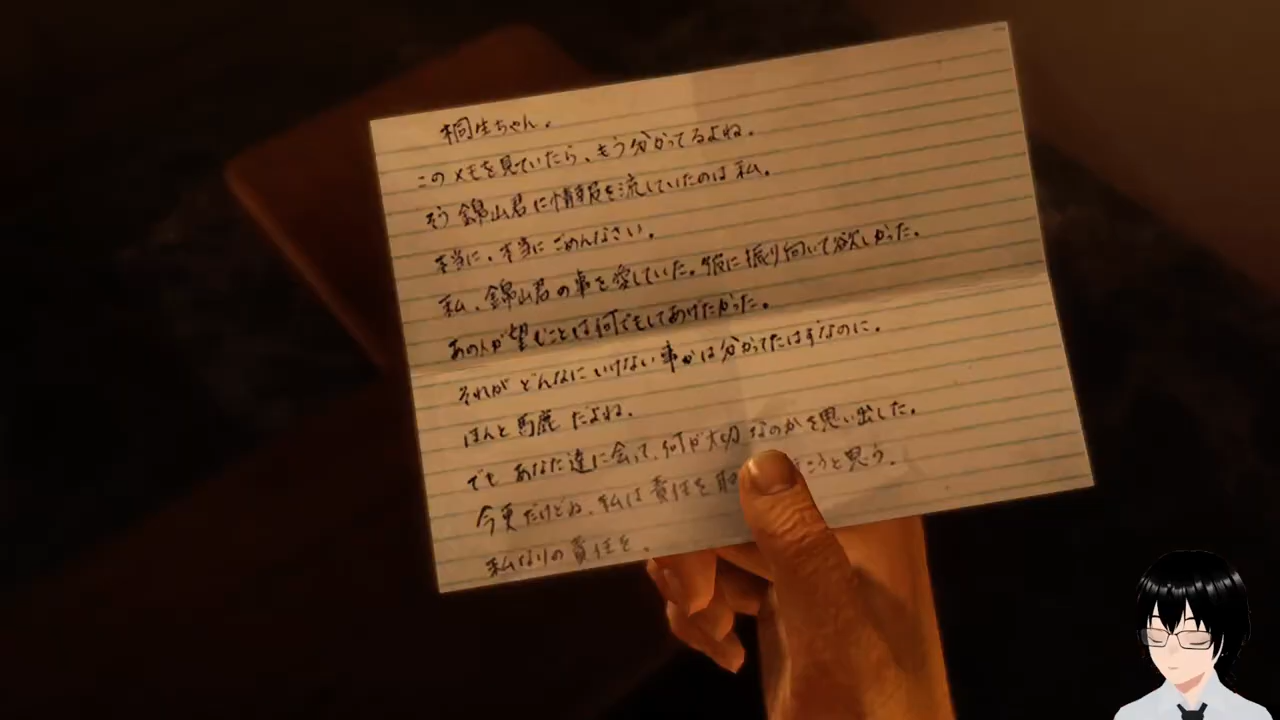 桐生ちゃん。
このメモを見ていたら、もう分かってるよね。
そう錦山君に情報を流していたのは私。
本当に、本当にごめんなさい。
私、錦山君の事を愛していた。彼に振り向いて欲しかった。
あの人が望むことは何でもしてあげたかった。
それがどんなにいけない事かは分かってたはずなのに。
ほんと馬鹿だよね。
でもあなた達に会って、何が大切なのかを思い出した。
今更だけどね、私は責任を取 こうと思う。
私なりの責任を。